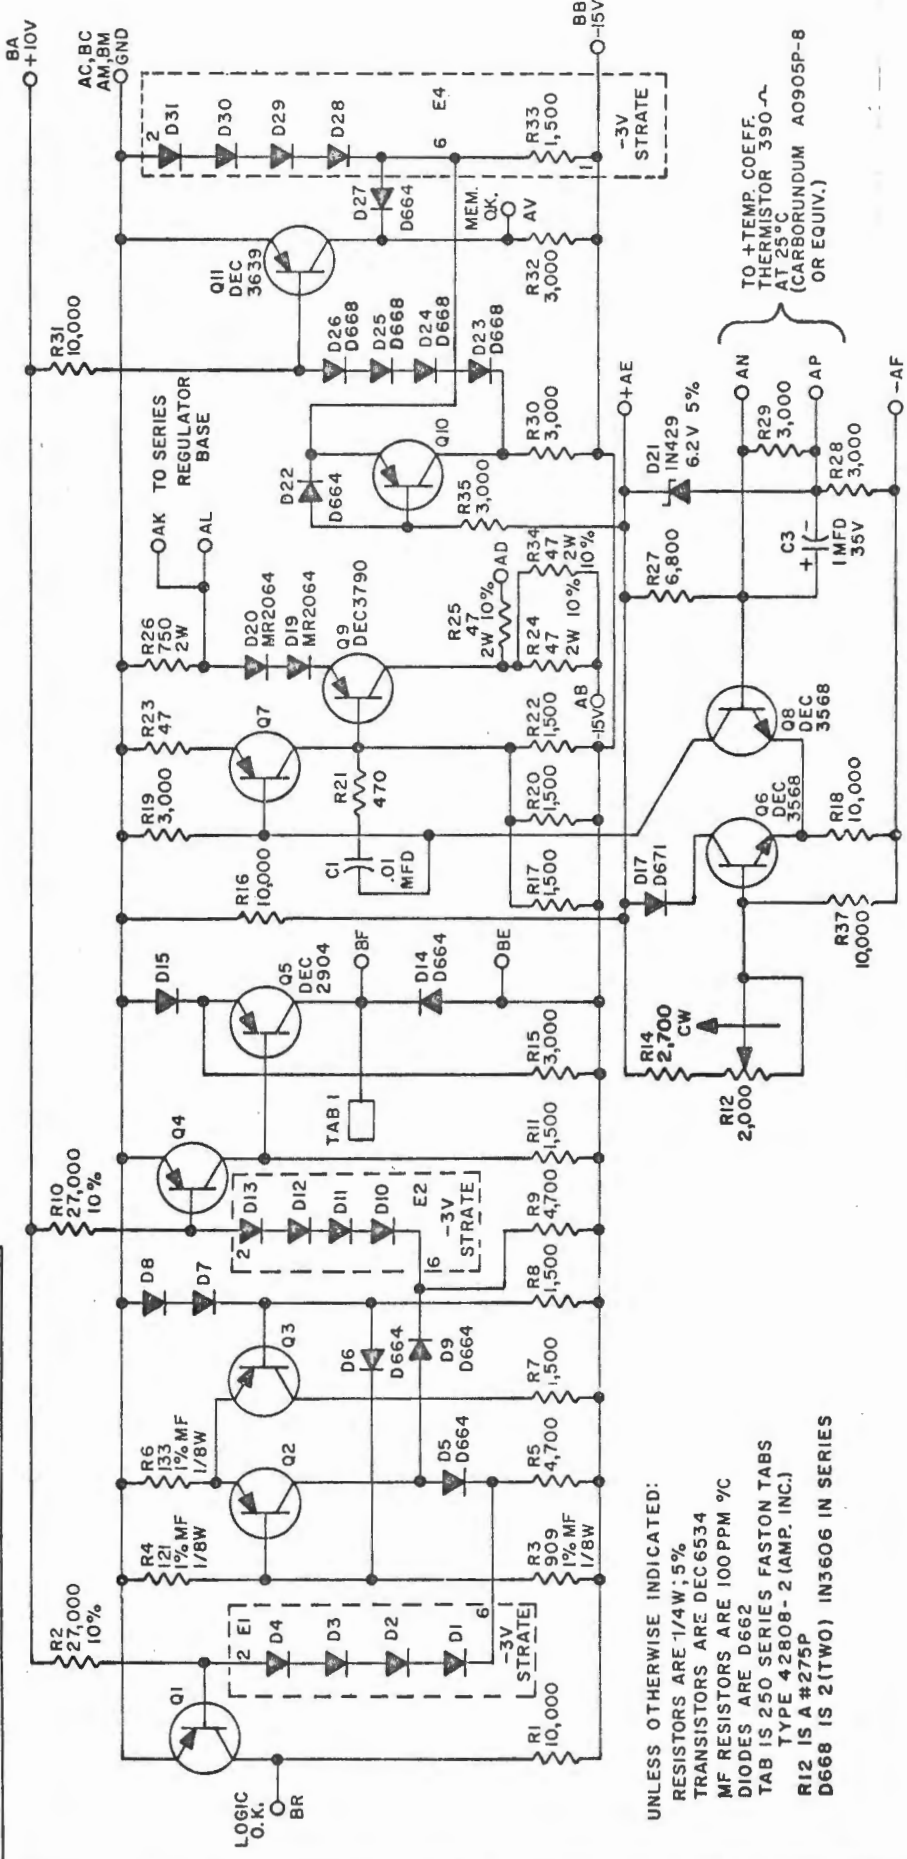 BA
+10V
AC,BC
AM,BM
GND
BB
-15V
R31
10,000
2
D31
D30
D29
D28
E4
6
R33
1,500
1
-3V
STRATE
Q11
DEC
3639
D27
D664
MEM.
O.K.
AV
R32
3,000
D26
D668
D25
D668
D24
D668
D23
D668
Q10
R30
3,000
D22
D664
R35
3,000
AK
TO SERIES
REGULATOR
BASE
AL
R26
750
2W
D20
MR2064
D19
MR2064
Q9
DEC3790
R25
47
2W 10%
AD
R34
47
2W
10%
R24
47
2W 10%
AB
-15V
R23
47
Q7
R19
3,000
R21
470
C1
.01
MFD
R22
1,500
R20
1,500
R17
1,500
R16
10,000
+AE
D21
1N429
6.2V 5%
TO +TEMP. COEFF.
THERMISTOR 390
AT 25°C
(CARBORUNDUM A0905P-8
OR EQUIV.)
AN
R29
3,000
AP
R28
3,000
-AF
R27
6,800
C3
+
-
1MFD
35V
Q8
DEC
3568
Q6
DEC
3568
R18
10,000
D17
D671
R37
10,000
R14
2,700
CW
R12
2,000
D15
Q5
DEC
2904
BF
D14
D664
BE
TAB 1
R15
3,000
Q4
R11
1,500
R10
27,000
10%
2
D13
D12
D11
D10
E2
6
-3V
STRATE
R9
4,700
D8
D7
R8
1,500
Q3
D6
D664
D9
D664
R7
1,500
R6
133
1% MF
1/8W
Q2
D5
D664
R5
4,700
R4
121
1% MF
1/8W
R3
909
1% MF
1/8W
R2
27,000
10%
2
E1
D4
D3
D2
D1
6
-3V
STRATE
Q1
R1
10,000
LOGIC
O.K.
BR
UNLESS OTHERWISE INDICATED:
RESISTORS ARE 1/4W; 5%
TRANSISTORS ARE DEC6534
MF RESISTORS ARE 100PPM °/C
DIODES ARE D662
TAB IS 250 SERIES FASTON TABS
TYPE 42808-2 (AMP. INC.)
R12 IS A #275P
D668 IS 2(TWO) IN3606 IN SERIES